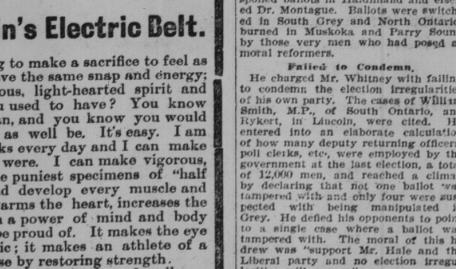 n's Electric Belt.
g to make a sacrifice to feel as
ve the same snap and energy;
ous, light-hearted spirit and
u used to have? You know
an, and you know you would
as well be. It's easy. I am
ks every day and I can make
were. I can make vigorous,
e puniest specimens of "half
d develop every muscle and
arms the heart, increases the
a power of mind and body
be proud of. It makes the eye
ic; it makes an athlete of a
se by restoring strength.
ed Dr. Montague. Ballots were switch-
ed in South Grey and North Ontario
burned in Muskoka and Parry Soun
by those very men who had posed a
moral reformers.
Failed to Condemn.
He charged Mr. Whitney with failin
to condemn the election irregularitie
of his own party. The cases of William
Smith, M.P., of South Ontario, an
Rykert, in Lincoln, were cited. H
entered into an elaborate calculatio
of how many deputy returning officer
poll clerks, etc, were employed by th
government at the last election, a tota
of 12,000 men, and reached a clima
by declaring that not one ballot wa
tampered with and only four were sus
pected with being manipulated i
Grey. He defied his opponents to poin
to a single case where a ballot wa
tampered with. The moral of this h
drew was "support Mr. Hale and th
Liberal party and no election irregu